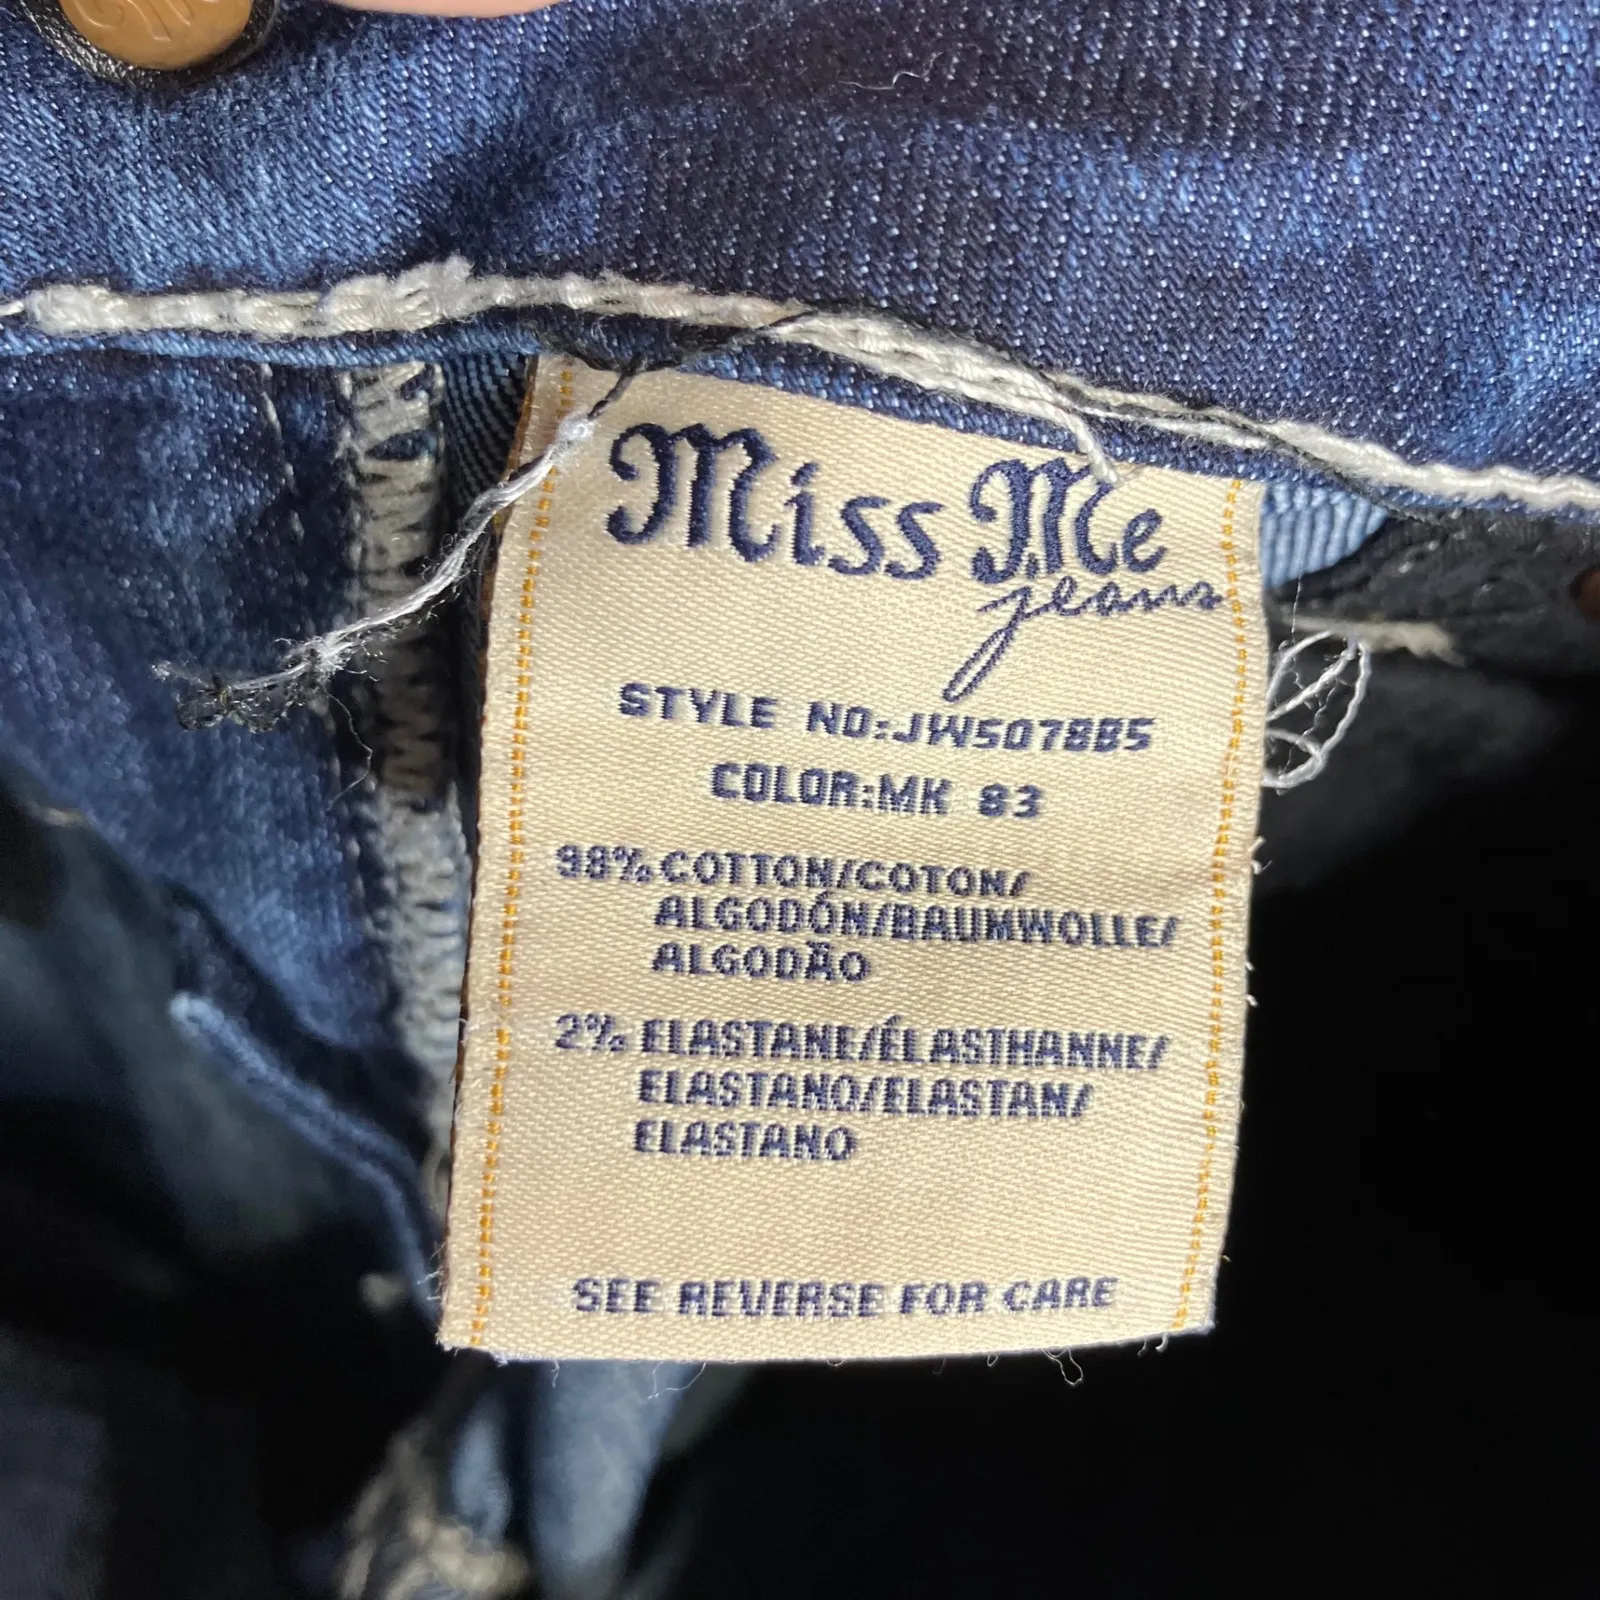 Miss Me
jeans
STYLE NO:JW5078B5
COLOR:MK 83
98% COTTON/COTON/
ALGODÓN/BAUMWOLLE/
ALGODÃO
2% ELASTANE/ÉLASTHANNE/
ELASTANO/ELASTAN/
ELASTANO
SEE REVERSE FOR CARE